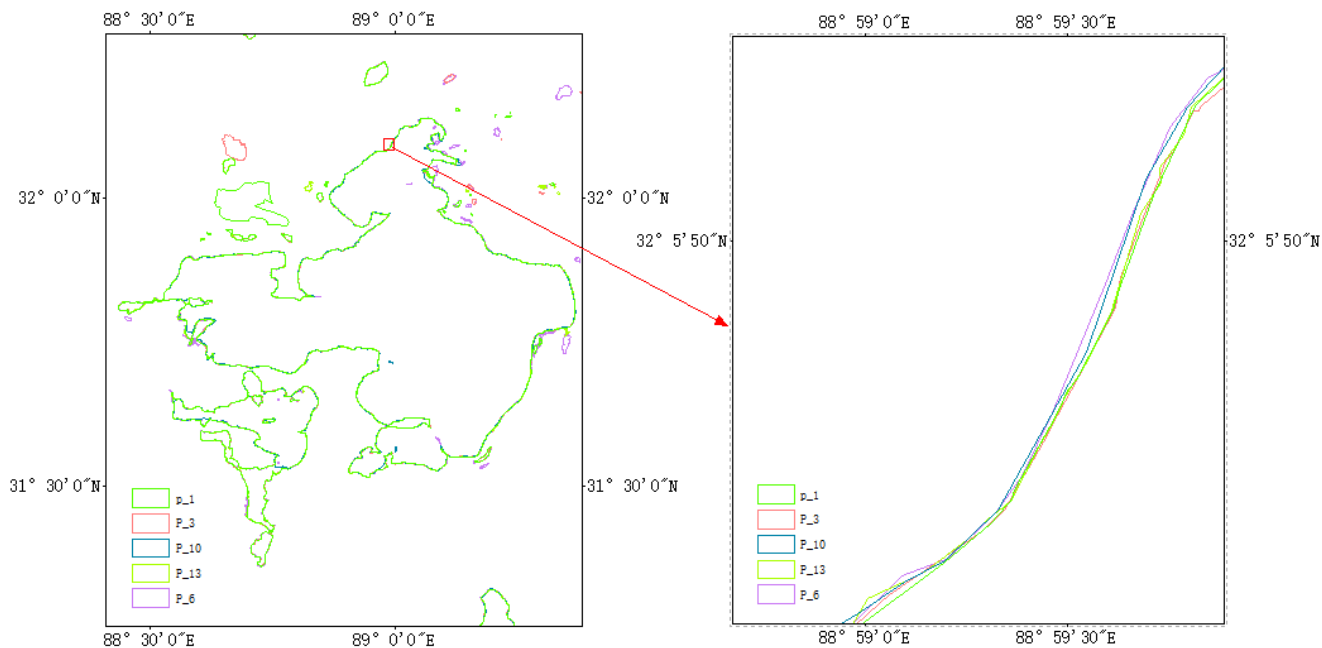 88° 30′0″E
89° 0′0″E
32° 0′0″N
32° 0′0″N
31° 30′0″N
31° 30′0″N
p_1
P_3
P_10
P_13
P_6
88° 30′0″E
89° 0′0″E
88° 59′0″E
88° 59′30″E
32° 5′50″N
32° 5′50″N
p_1
P_3
P_10
P_13
P_6
88° 59′0″E
88° 59′30″E